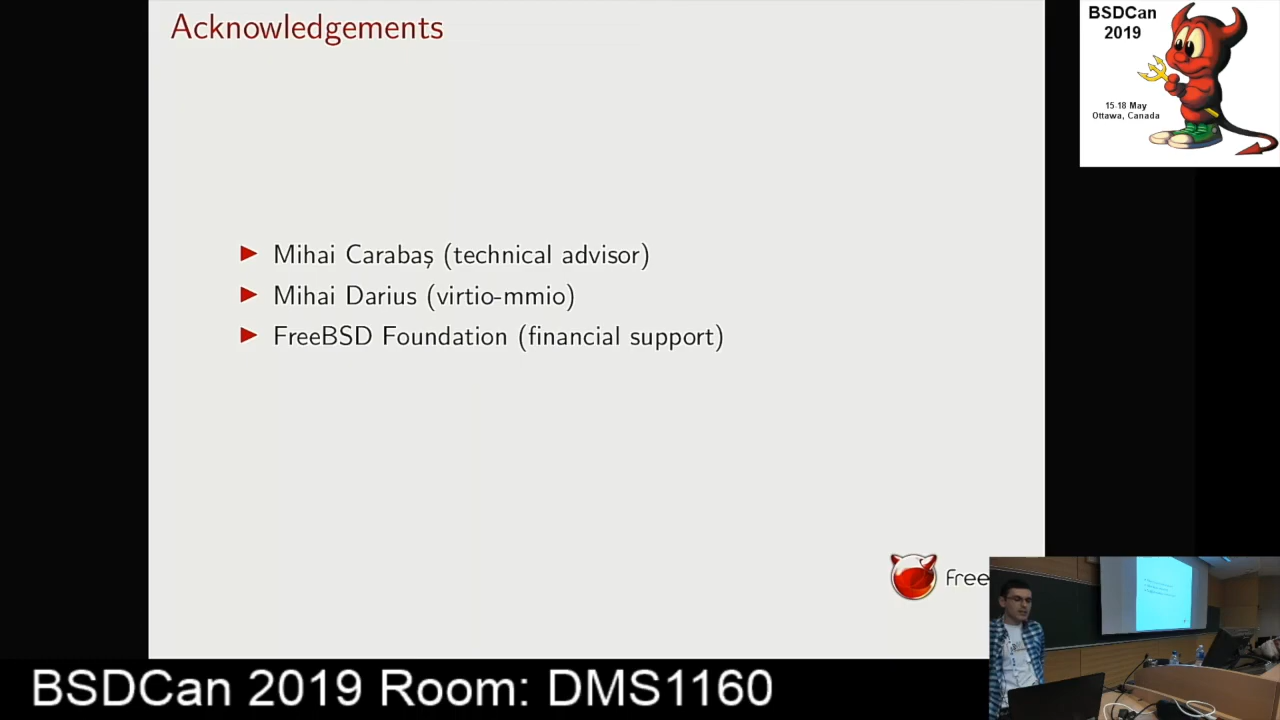 Acknowledgements
BSDCan
2019
15-18 May
Ottawa, Canada
Mihai Carabaş (technical advisor)
Mihai Darius (virtio-mmio)
FreeBSD Foundation (financial support)
Free
BSDCan 2019 Room: DMS1160